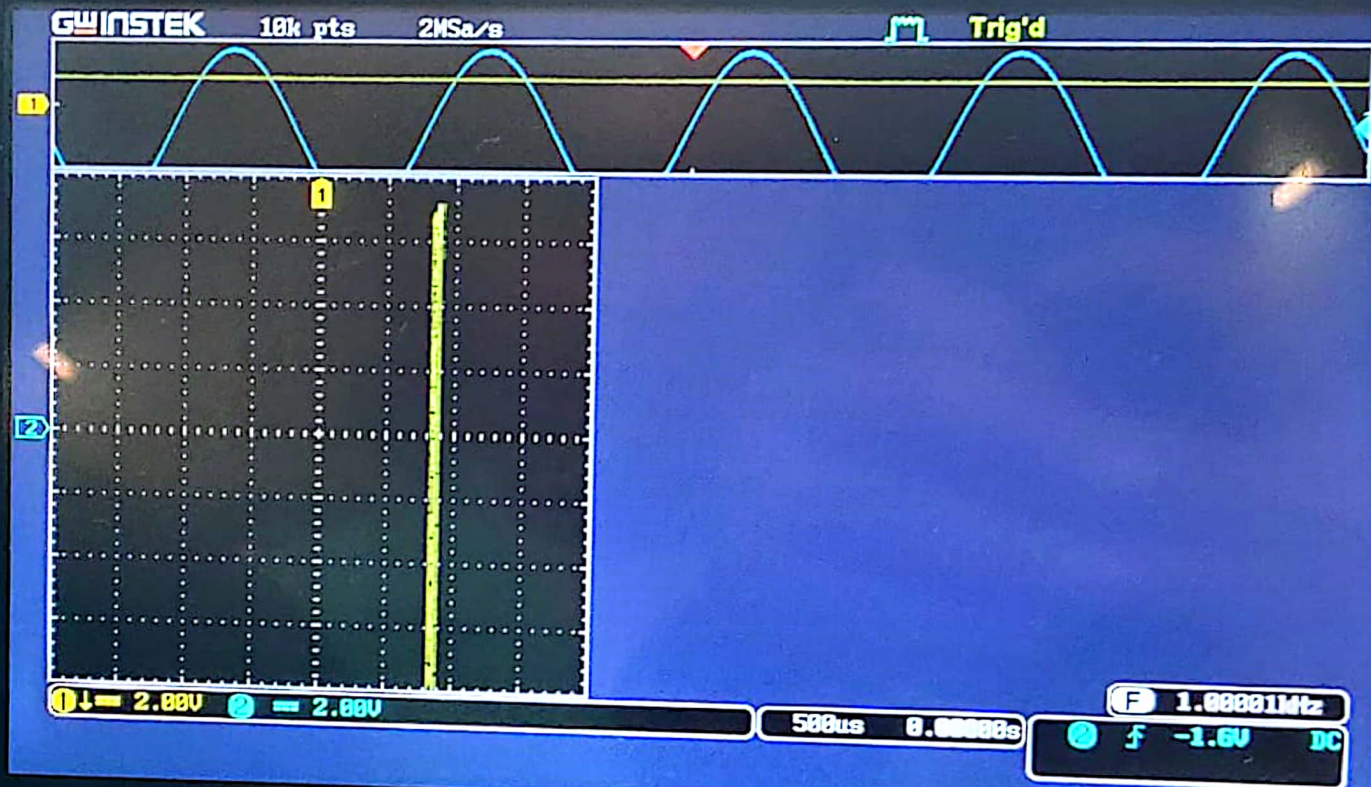 GWINSTEK 10k pts 2MSa/s Trig'd
1
1
2
1 2.00V 2 2.00V
500us 0.00000s
F 1.00001kHz
2 -1.6V DC